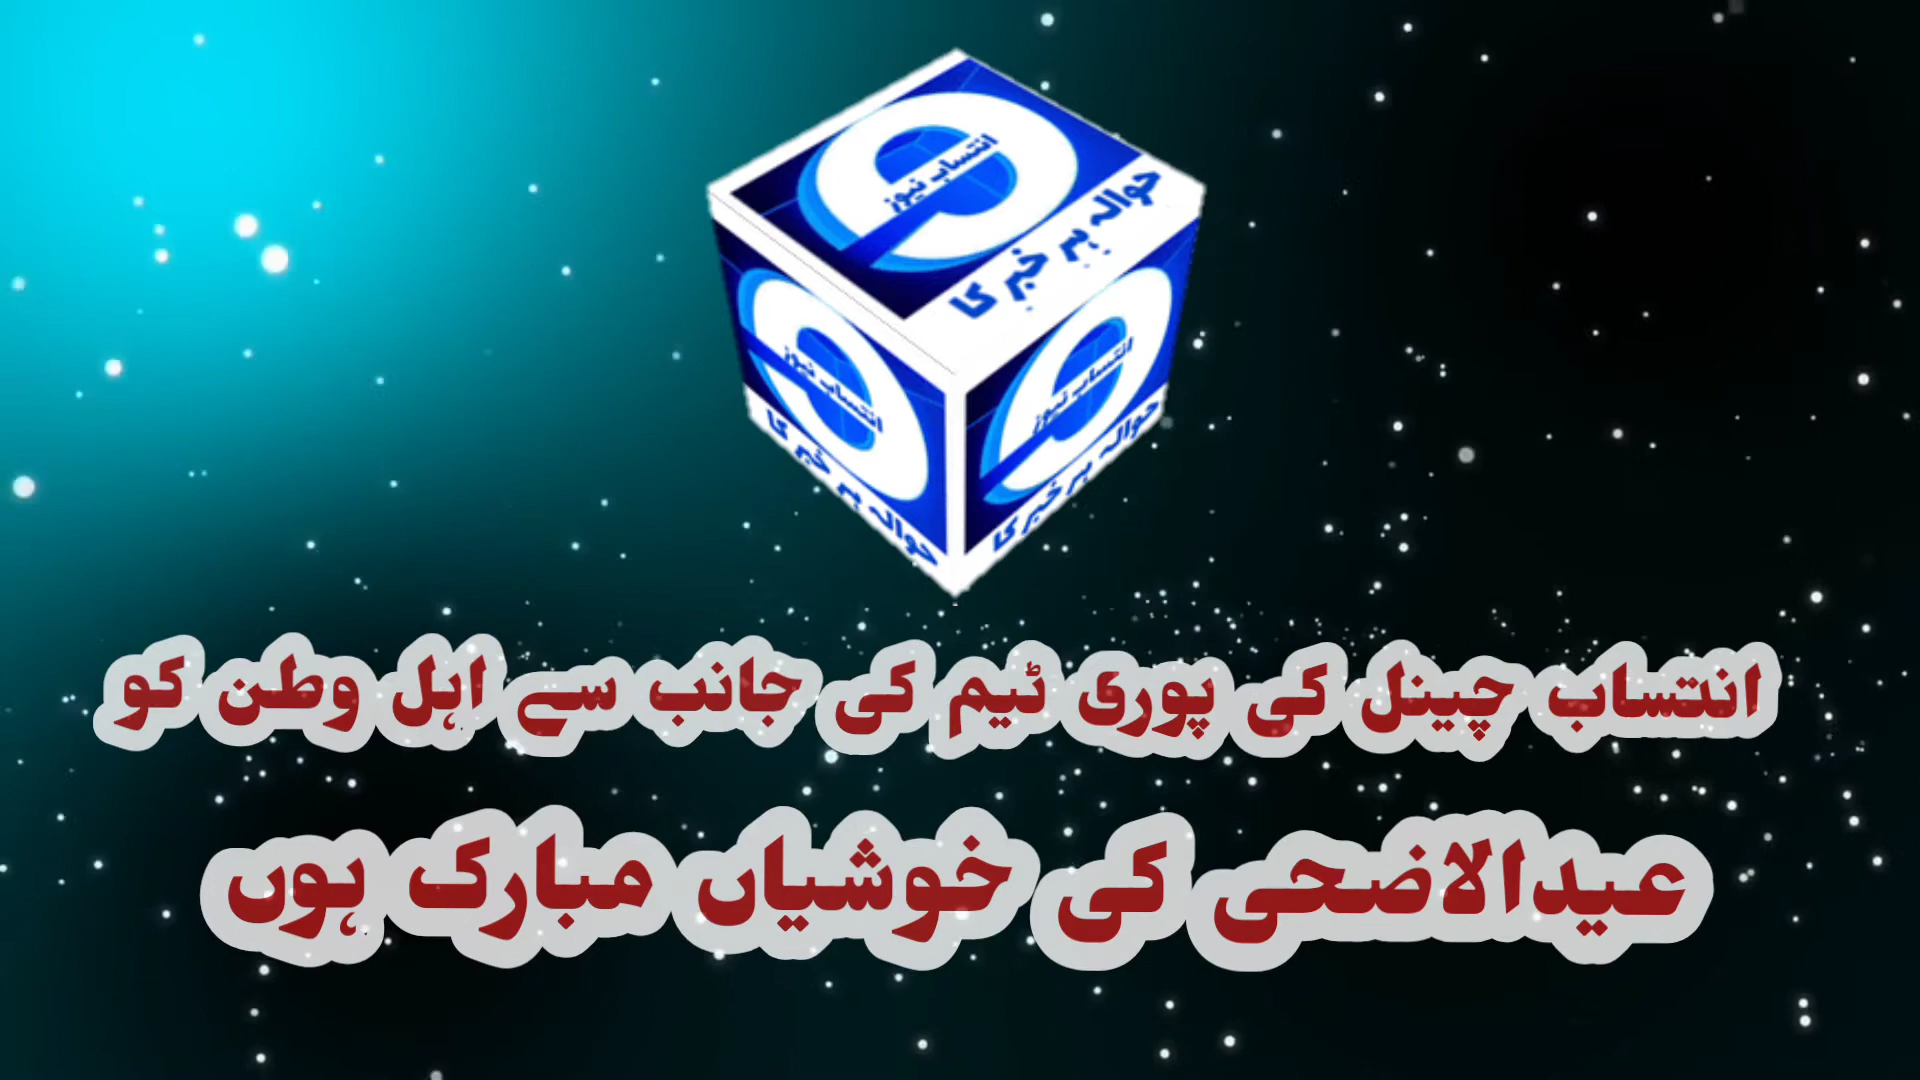 انتساب نیوز
حوالہ ہر خبر کا
انتساب نیوز
حوالہ ہر خبر کا
انتساب نیوز
حوالہ ہر خبر کا
انتساب چینل کی پوری ٹیم کی جانب سے اہل وطن کو
عیدالاضحی کی خوشیاں مبارک ہوں